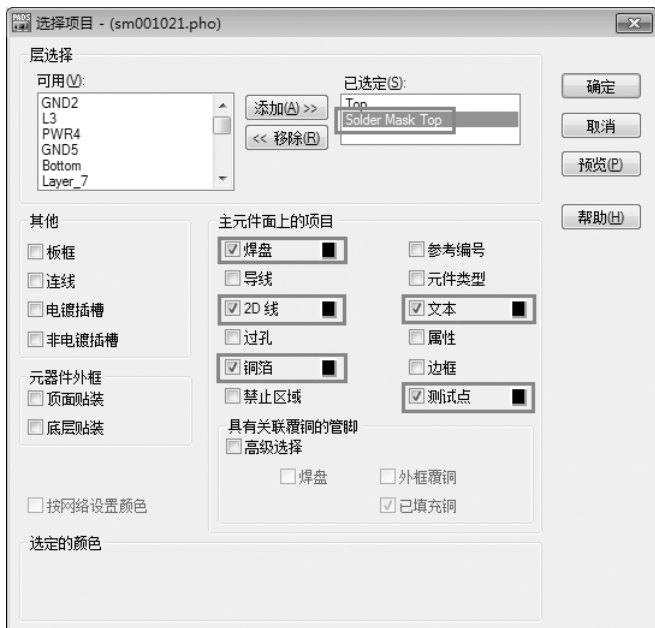 选择项目 - (sm001021.pho)
层选择
可用(V):
已选定(S):
GND2
L3
PWR4
GND5
Bottom
Layer_7
添加(A) >>
<< 移除(R)
Top
Solder Mask Top
确定
取消
预览(P)
帮助(H)
其他
板框
连线
电镀插槽
非电镀插槽
元器件外框
顶面贴装
底层贴装
按网络设置颜色
主元件面上的项目
焊盘
参考编号
导线
元件类型
2D 线
文本
过孔
属性
铜箔
边框
禁止区域
测试点
具有关联覆铜的管脚
高级选择
焊盘
外框覆铜
已填充铜
选定的颜色